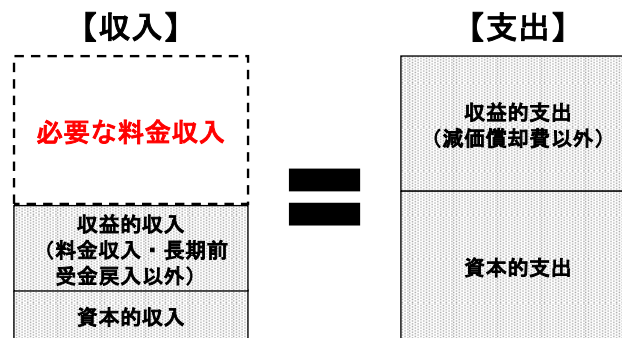 【収入】
必要な料金収入
収益的収入
(料金収入・長期前
受金戻入以外)
資本的収入
【支出】
収益的支出
(減価償却費以外)
資本的支出